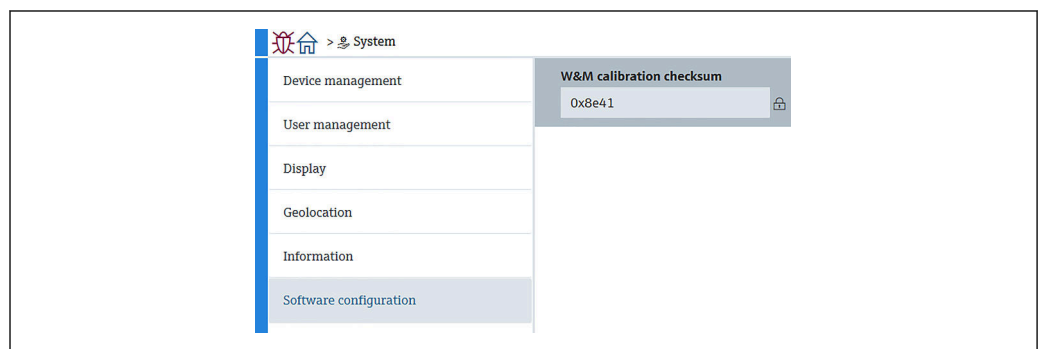 > System
Device management
User management
Display
Geolocation
Information
Software configuration
W&M calibration checksum
0x8e41